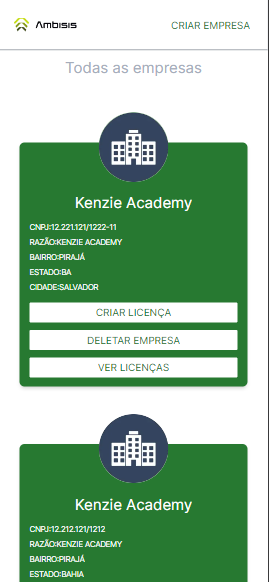 Ambisis
CRIAR EMPRESA
Todas as empresas
Kenzie Academy
CNPJ:12.221.121/1222-11
RAZÃO:KENZIE ACADEMY
BAIRRO:PIRAJÁ
ESTADO:BA
CIDADE:SALVADOR
CRIAR LICENÇA
DELETAR EMPRESA
VER LICENÇAS
Kenzie Academy
CNPJ:12.212.121/1212
RAZÃO:KENZIE ACADEMY
BAIRRO:PIRAJÁ
ESTADO:BAHIA